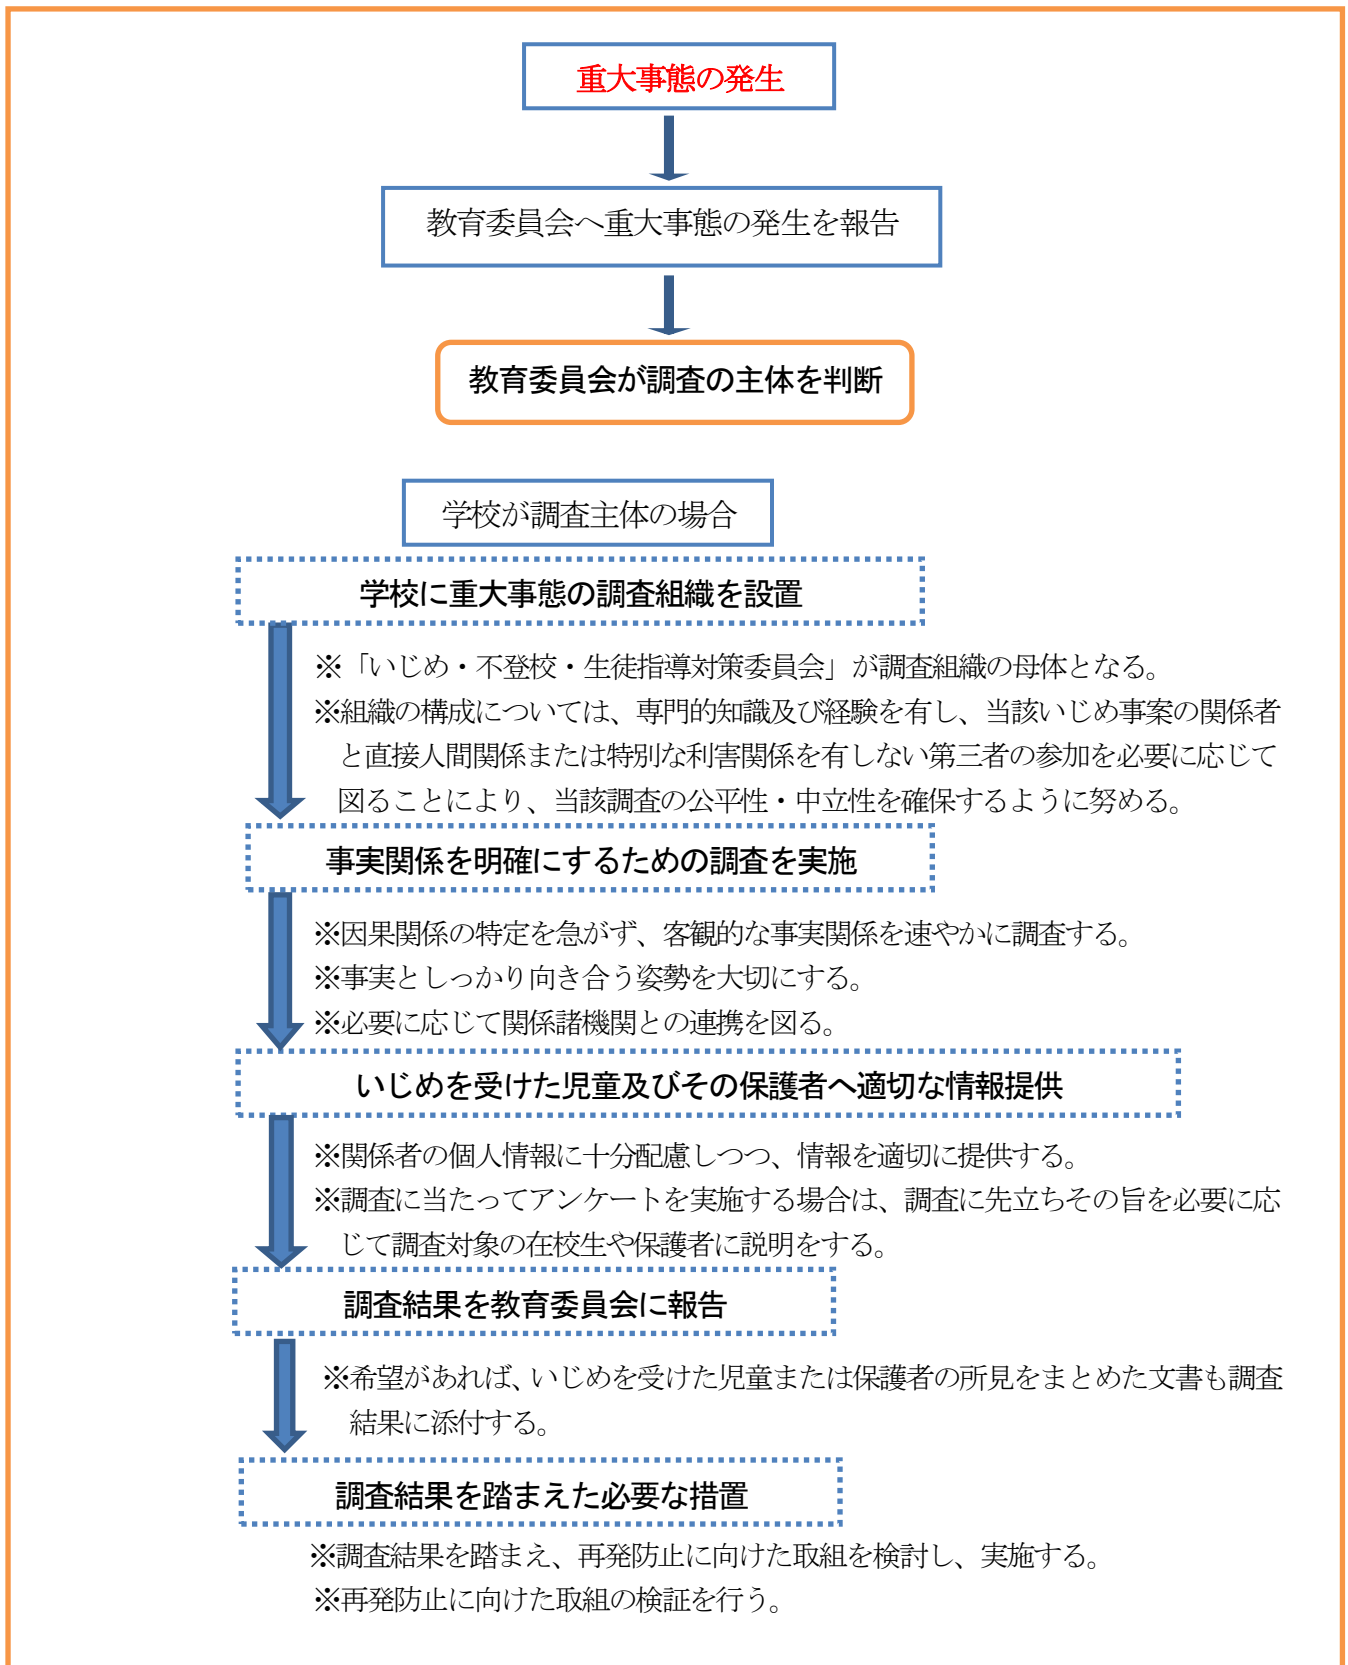 重大事態の発生
教育委員会へ重大事態の発生を報告
教育委員会が調査の主体を判断
学校が調査主体の場合
学校に重大事態の調査組織を設置
※「いじめ・不登校・生徒指導対策委員会」が調査組織の母体となる。
※組織の構成については、専門的知識及び経験を有し、当該いじめ事案の関係者
と直接人間関係または特別な利害関係を有しない第三者の参加を必要に応じて
図ることにより、当該調査の公平性・中立性を確保するように努める。
事実関係を明確にするための調査を実施
※因果関係の特定を急がず、客観的な事実関係を速やかに調査する。
※事実としっかり向き合う姿勢を大切にする。
※必要に応じて関係諸機関との連携を図る。
いじめを受けた児童及びその保護者へ適切な情報提供
※関係者の個人情報に十分配慮しつつ、情報を適切に提供する。
※調査に当たってアンケートを実施する場合は、調査に先立ちその旨を必要に応
じて調査対象の在校生や保護者に説明をする。
調査結果を教育委員会に報告
※希望があれば、いじめを受けた児童または保護者の所見をまとめた文書も調査
結果に添付する。
調査結果を踏まえた必要な措置
※調査結果を踏まえ、再発防止に向けた取組を検討し、実施する。
※再発防止に向けた取組の検証を行う。